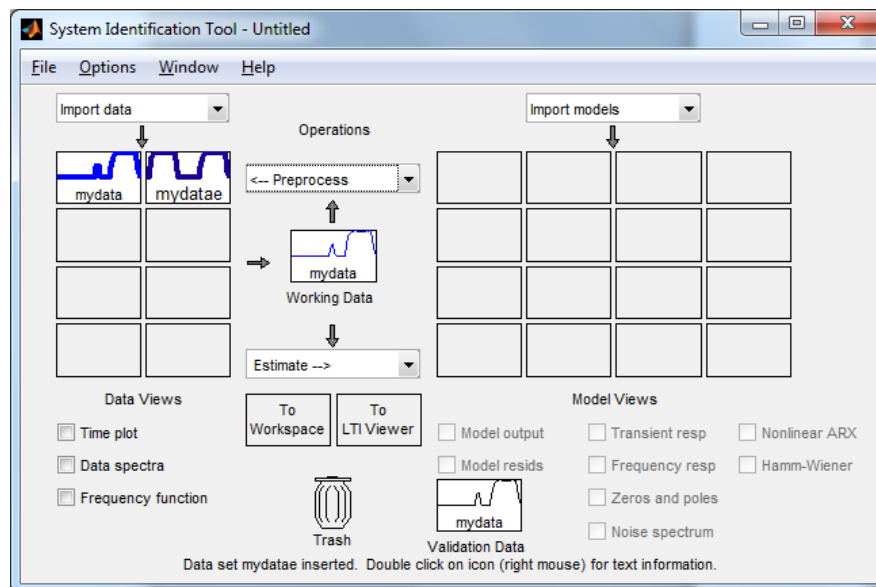 System Identification Tool - Untitled
File Options Window Help
Import data
Import models
Operations
mydata
mydatae
<-- Preprocess
mydata
Working Data
Estimate -->
Data Views
To Workspace
To LTI Viewer
Model Views
Time plot
Data spectra
Frequency function
Model output
Model resids
Transient resp
Frequency resp
Zeros and poles
Noise spectrum
Nonlinear ARX
Hamm-Wiener
Trash
mydata
Validation Data
Data set mydatae inserted. Double click on icon (right mouse) for text information.